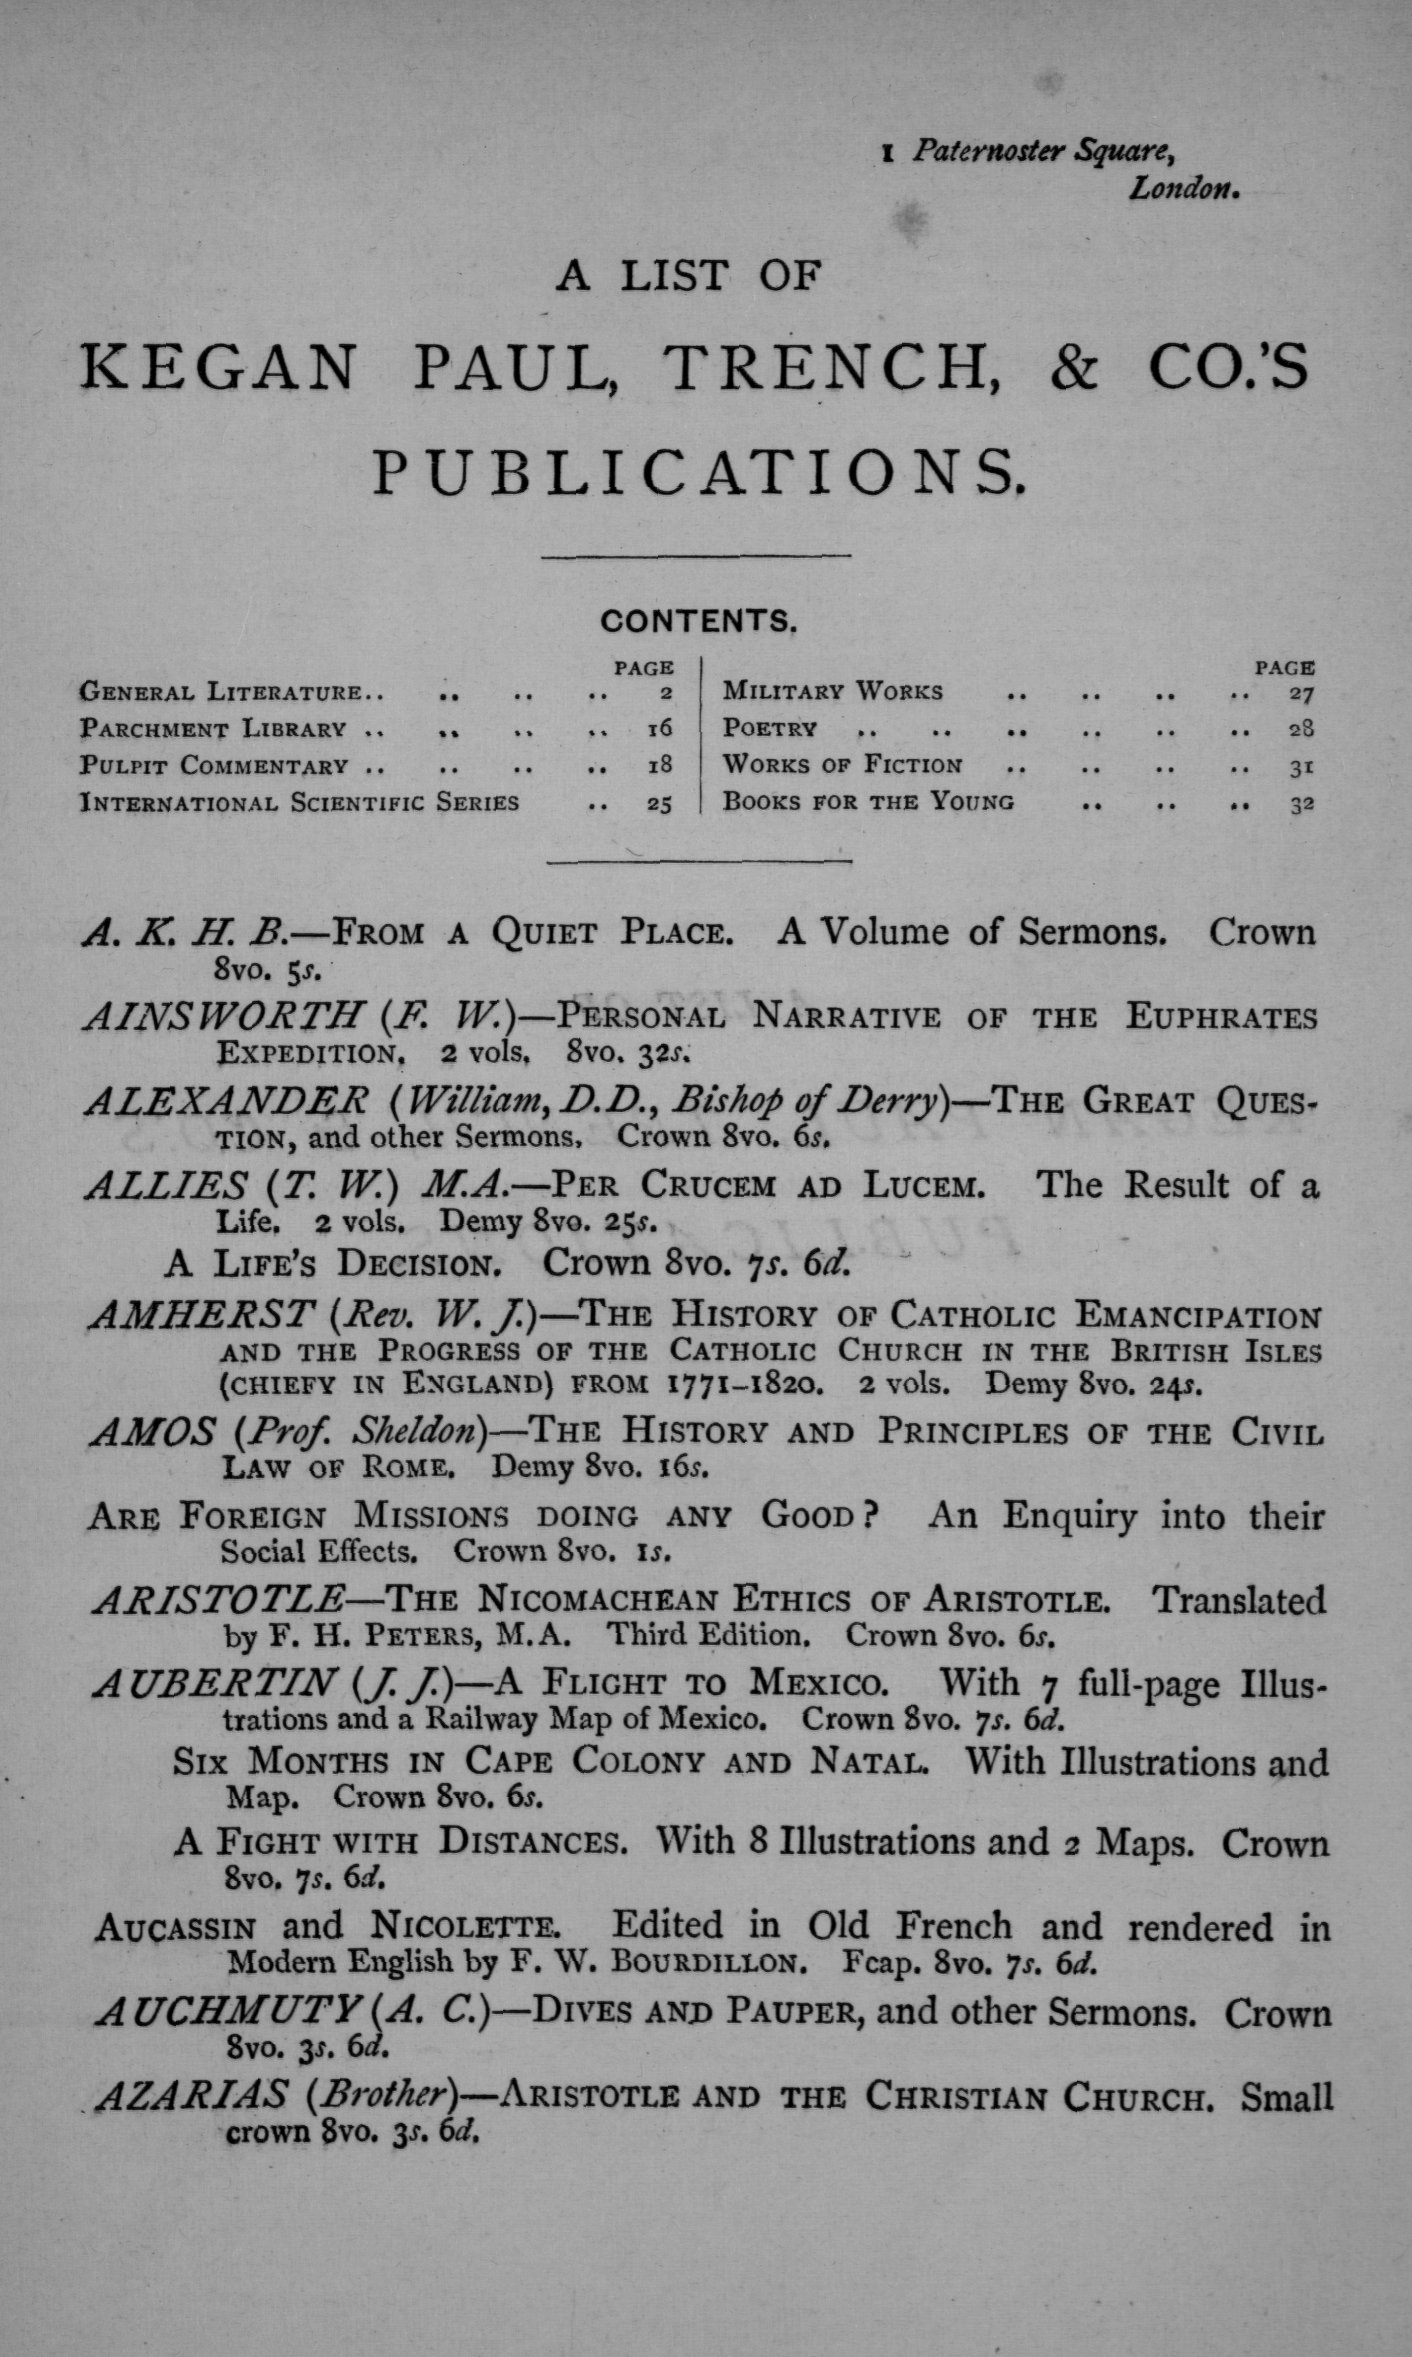 1 Paternoster Square,
London.
A LIST OF
KEGAN PAUL, TRENCH, & CO.'S
PUBLICATIONS.
CONTENTS.
PAGE
GENERAL LITERATURE.. .. .. .. 2
PARCHMENT LIBRARY .. .. .. .. 16
PULPIT COMMENTARY .. .. .. .. 18
INTERNATIONAL SCIENTIFIC SERIES .. 25
PAGE
MILITARY WORKS .. .. .. .. 27
POETRY .. .. .. .. .. .. 28
WORKS OF FICTION .. .. .. .. 31
BOOKS FOR THE YOUNG .. .. .. 32
A. K. H. B.—FROM A QUIET PLACE. A Volume of Sermons. Crown
8vo. 5s.
AINSWORTH (F. W.)—PERSONAL NARRATIVE OF THE EUPHRATES
EXPEDITION. 2 vols. 8vo. 32s.
ALEXANDER (William, D.D., Bishop of Derry)—THE GREAT QUES-
TION, and other Sermons. Crown 8vo. 6s.
ALLIES (T. W.) M.A.—PER CRUCEM AD LUCEM. The Result of a
Life. 2 vols. Demy 8vo. 25s.
A LIFE'S DECISION. Crown 8vo. 7s. 6d.
AMHERST (Rev. W. J.)—THE HISTORY OF CATHOLIC EMANCIPATION
AND THE PROGRESS OF THE CATHOLIC CHURCH IN THE BRITISH ISLES
(CHIEFY IN ENGLAND) FROM 1771–1820. 2 vols. Demy 8vo. 24s.
AMOS (Prof. Sheldon)—THE HISTORY AND PRINCIPLES OF THE CIVIL
LAW OF ROME. Demy 8vo. 16s.
ARE FOREIGN MISSIONS DOING ANY GOOD? An Enquiry into their
Social Effects. Crown 8vo. 1s.
ARISTOTLE—THE NICOMACHEAN ETHICS OF ARISTOTLE. Translated
by F. H. PETERS, M.A. Third Edition. Crown 8vo. 6s.
AUBERTIN (J. J.)—A FLIGHT TO MEXICO. With 7 full-page Illus-
trations and a Railway Map of Mexico. Crown 8vo. 7s. 6d.
SIX MONTHS IN CAPE COLONY AND NATAL. With Illustrations and
Map. Crown 8vo. 6s.
A FIGHT WITH DISTANCES. With 8 Illustrations and 2 Maps. Crown
8vo. 7s. 6d.
AUCASSIN and NICOLETTE. Edited in Old French and rendered in
Modern English by F. W. BOURDILLON. Fcap. 8vo. 7s. 6d.
AUCHMUTY (A. C.)—DIVES AND PAUPER, and other Sermons. Crown
8vo. 3s. 6d.
AZARIAS (Brother)—ARISTOTLE AND THE CHRISTIAN CHURCH. Small
crown 8vo. 3s. 6d.